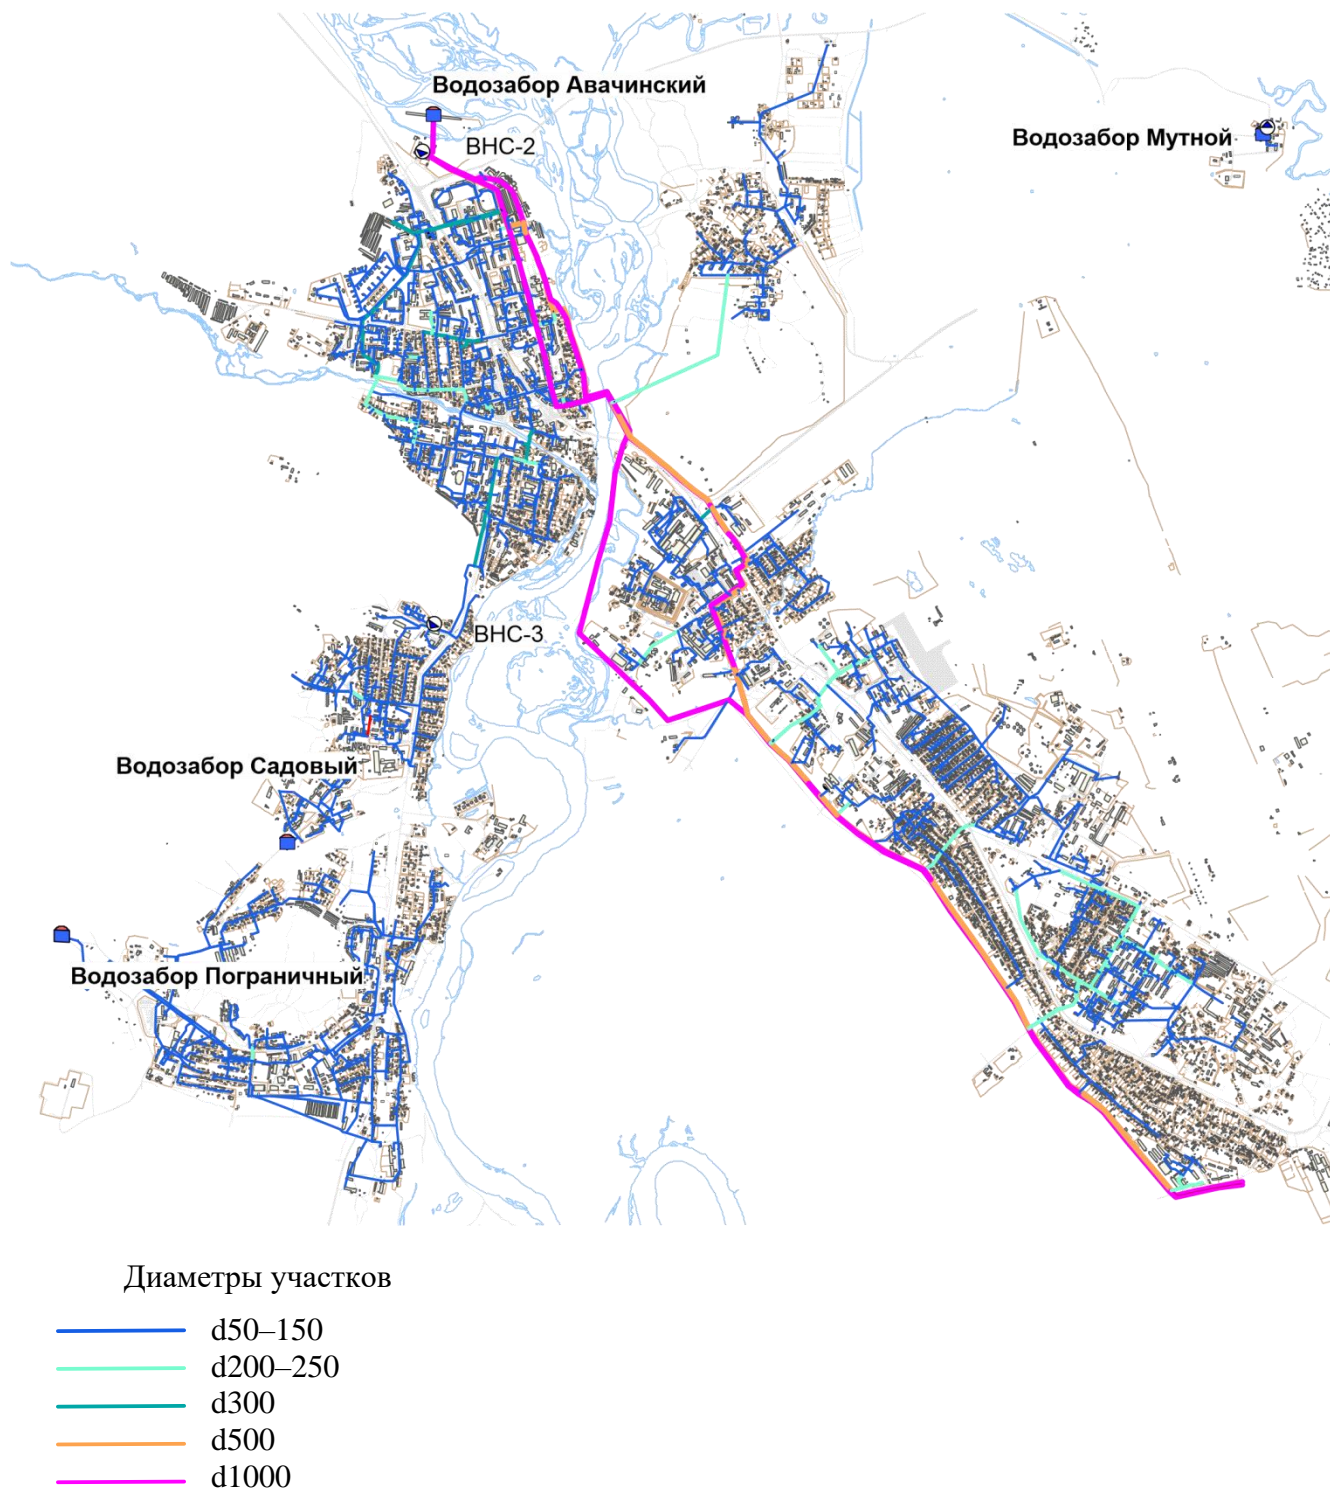 Водозабор Авачинский
ВНС-2
Водозабор Мутной
ВНС-3
Водозабор Садовый
Водозабор Пограничный
Диаметры участков
d50–150
d200–250
d300
d500
d1000